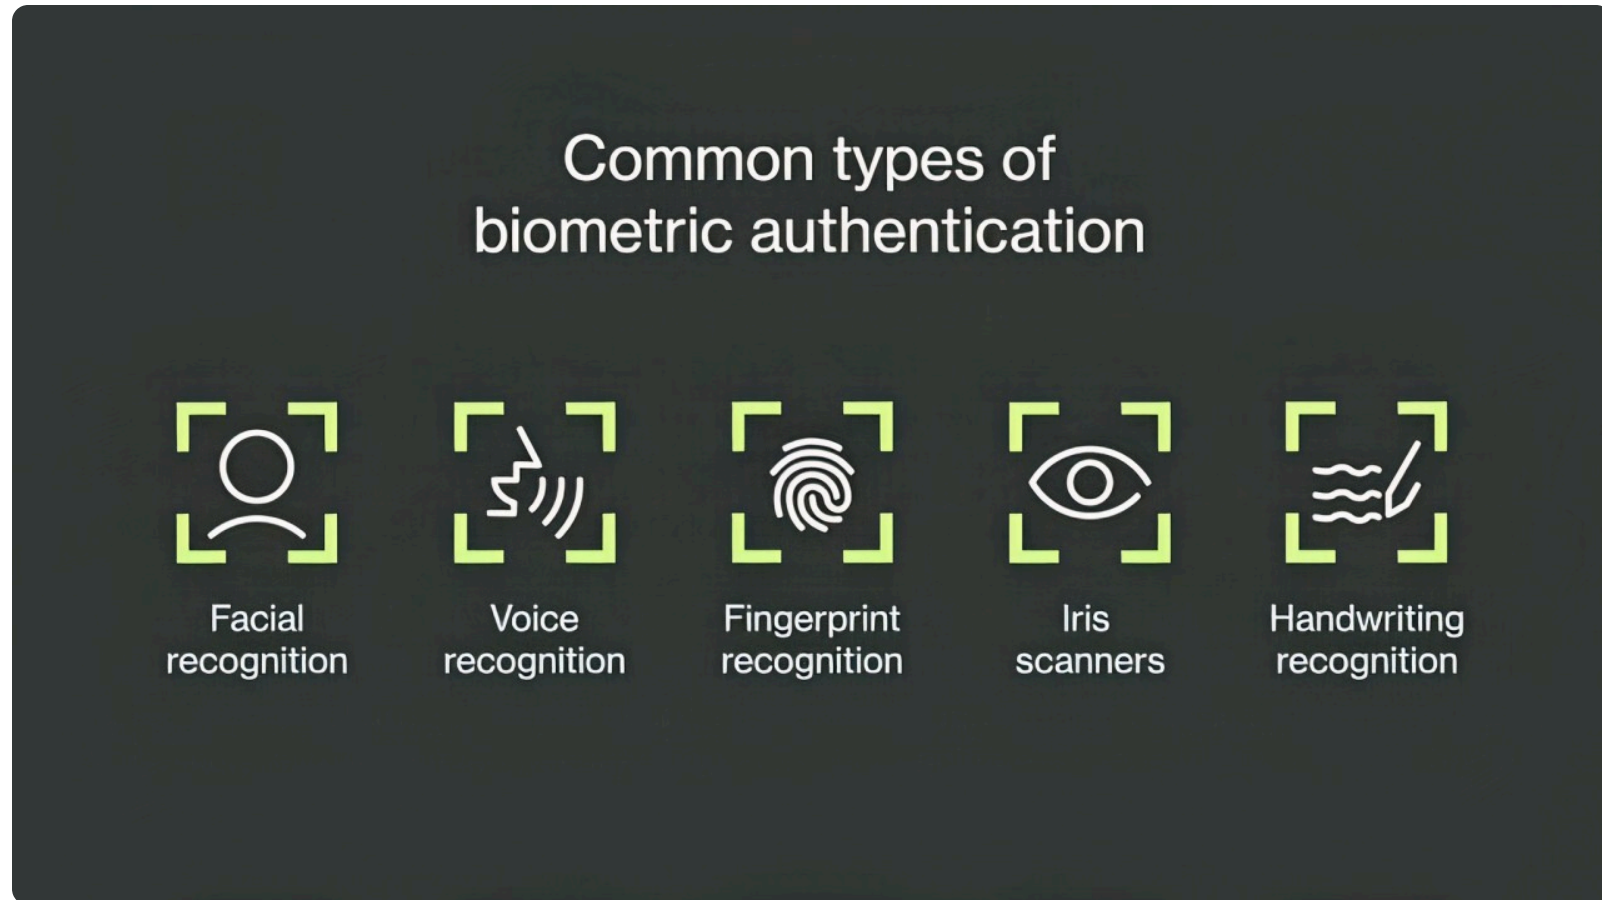 Common types of
biometric authentication
Facial
recognition
Voice
recognition
Fingerprint
recognition
Iris
scanners
Handwriting
recognition